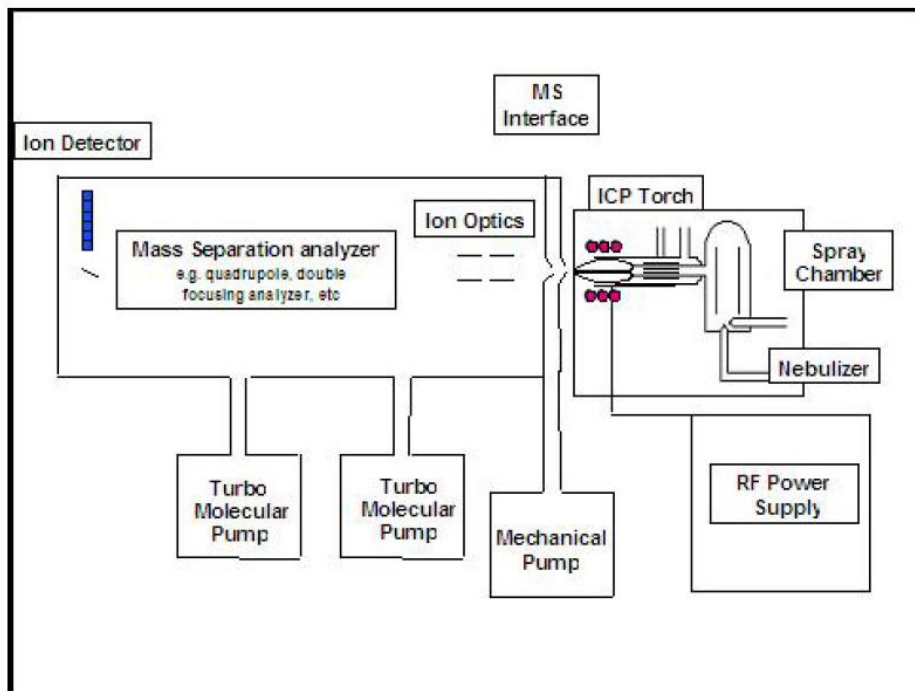 MS
Interface
Ion Detector
ICP Torch
Ion Optics
Mass Separation analyzer
e.g. quadrupole, double
focusing analyzer, etc
Spray
Chamber
Nebulizer
Turbo
Molecular
Pump
Turbo
Molecular
Pump
Mechanical
Pump
RF Power
Supply